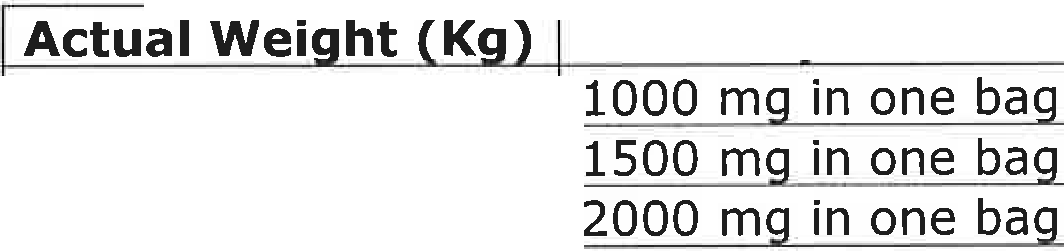 Actual Weight (Kg)
1000 mg in one bag
1500 mg in one bag
2000 mg in one bag